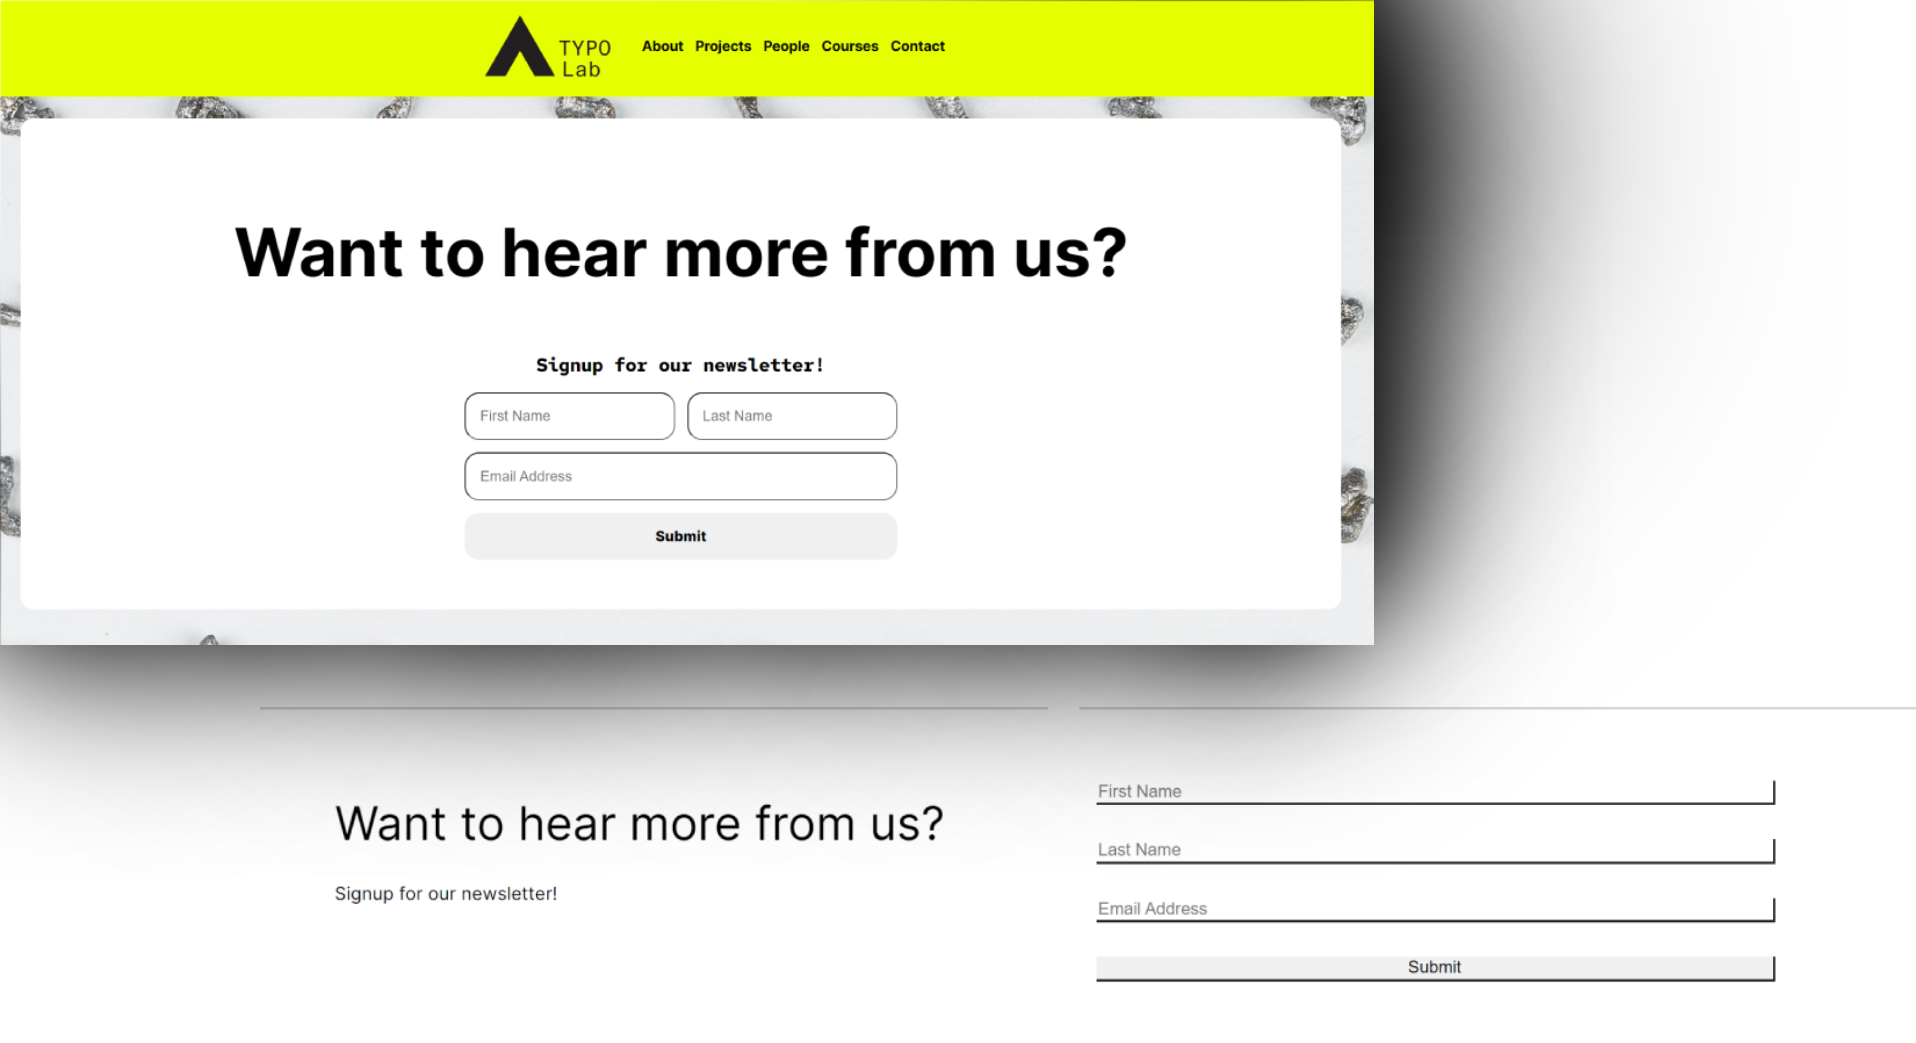 TYPO
Lab
About Projects People Courses Contact
Want to hear more from us?
Signup for our newsletter!
First Name Last Name
Email Address
Submit
Want to hear more from us?
Signup for our newsletter!
First Name
Last Name
Email Address
Submit